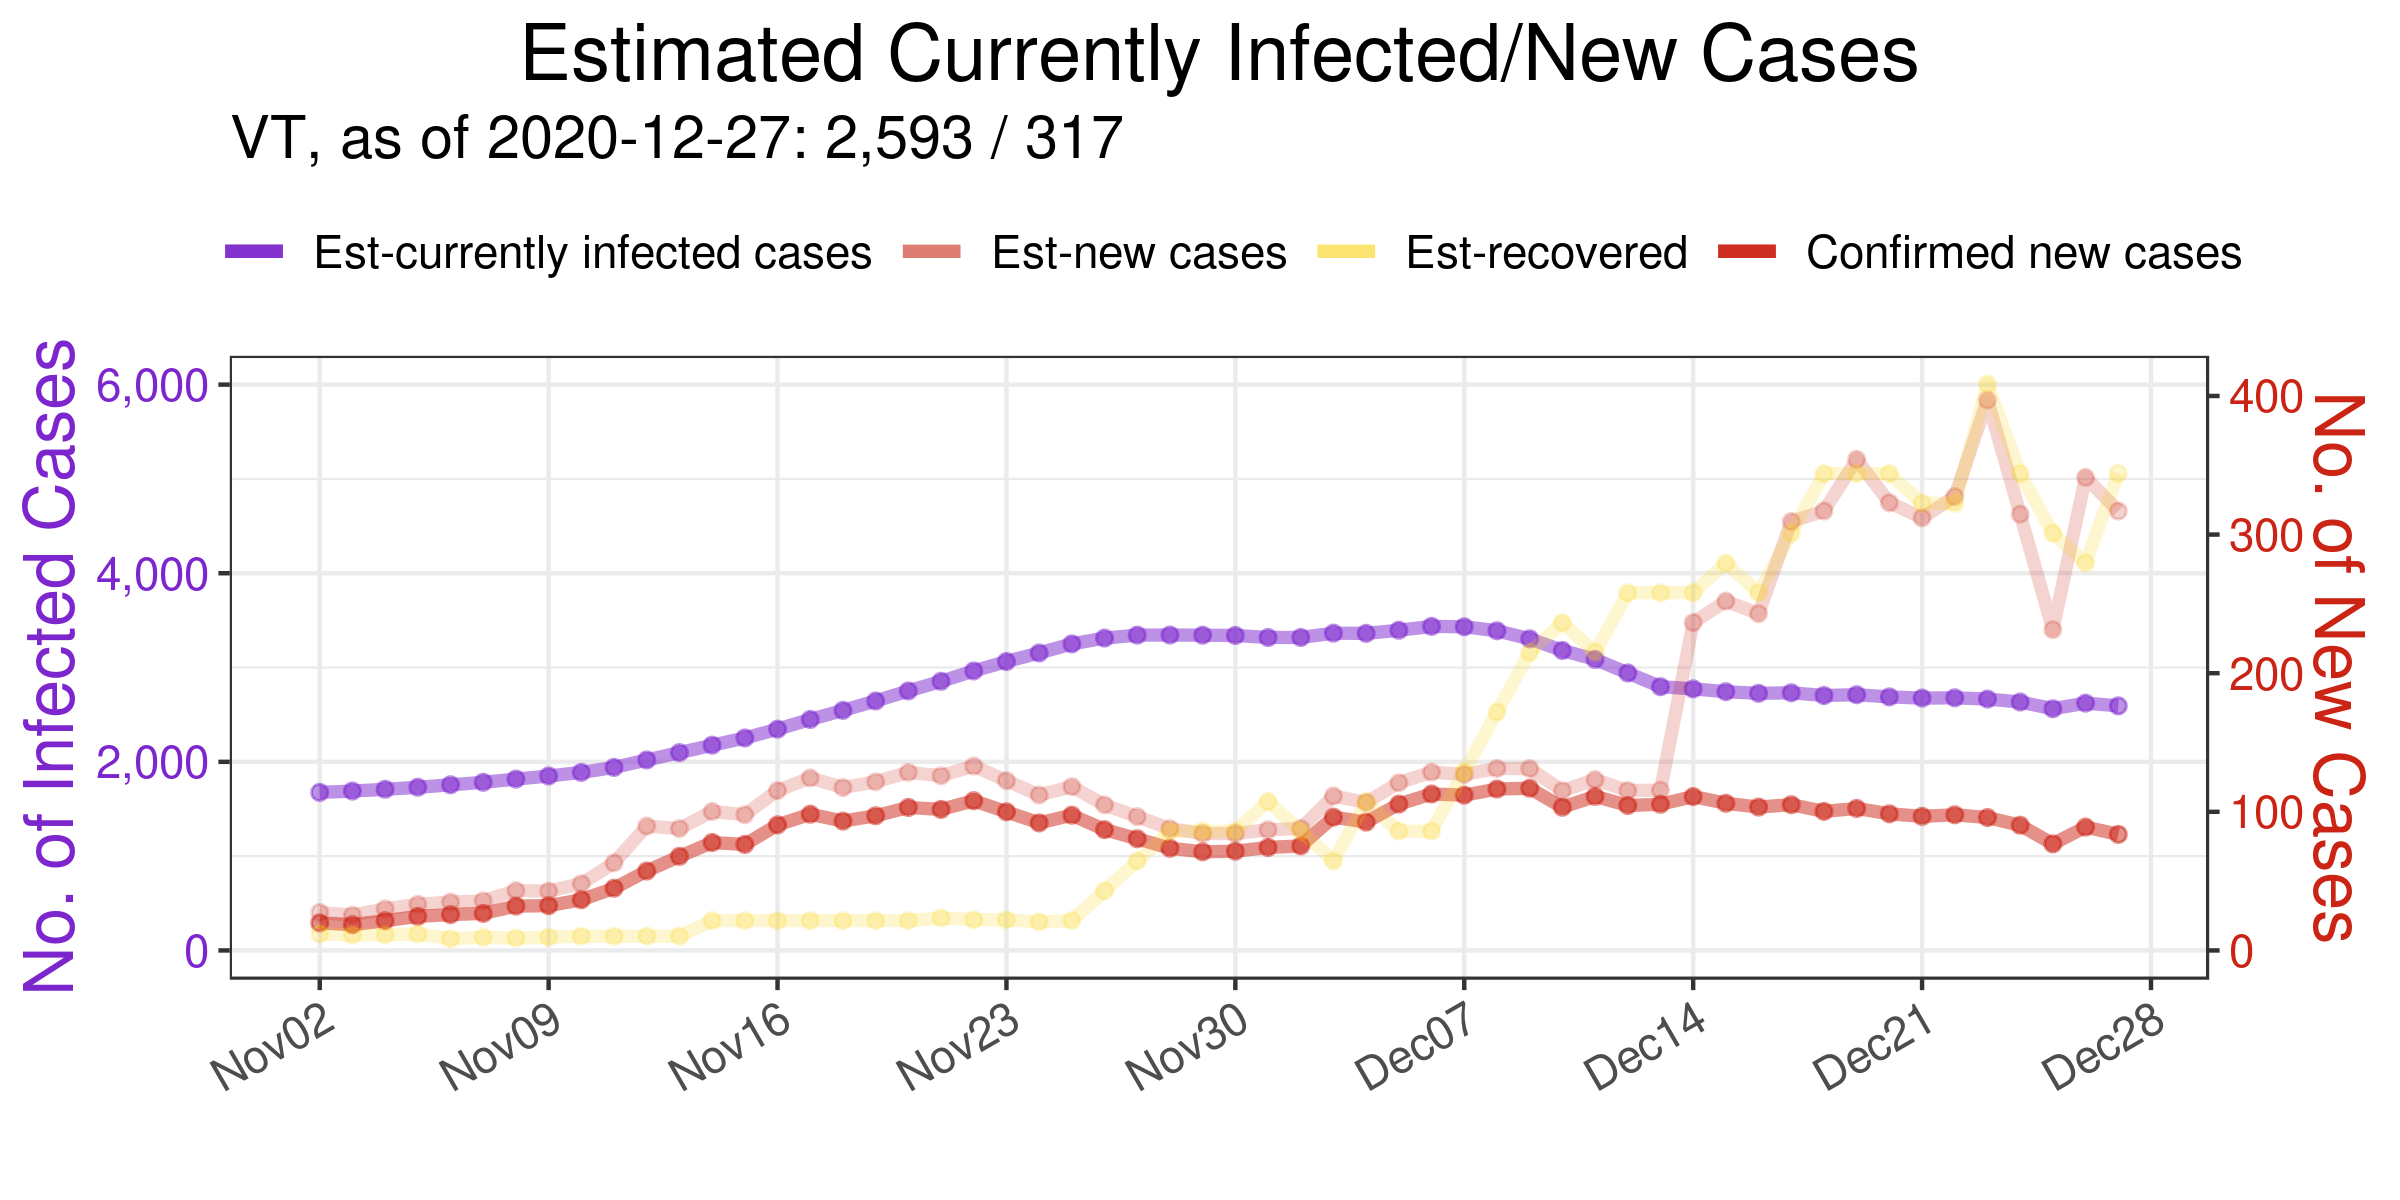 Estimated Currently Infected/New Cases
VT, as of 2020-12-27: 2,593 / 317
Est-currently infected cases Est-new cases Est-recovered Confirmed new cases
No. of Infected Cases
6,000
4,000
2,000
0
400
300
200
100
0
No. of New Cases
Nov02 Nov09 Nov16 Nov23 Nov30 Dec07 Dec14 Dec21 Dec28